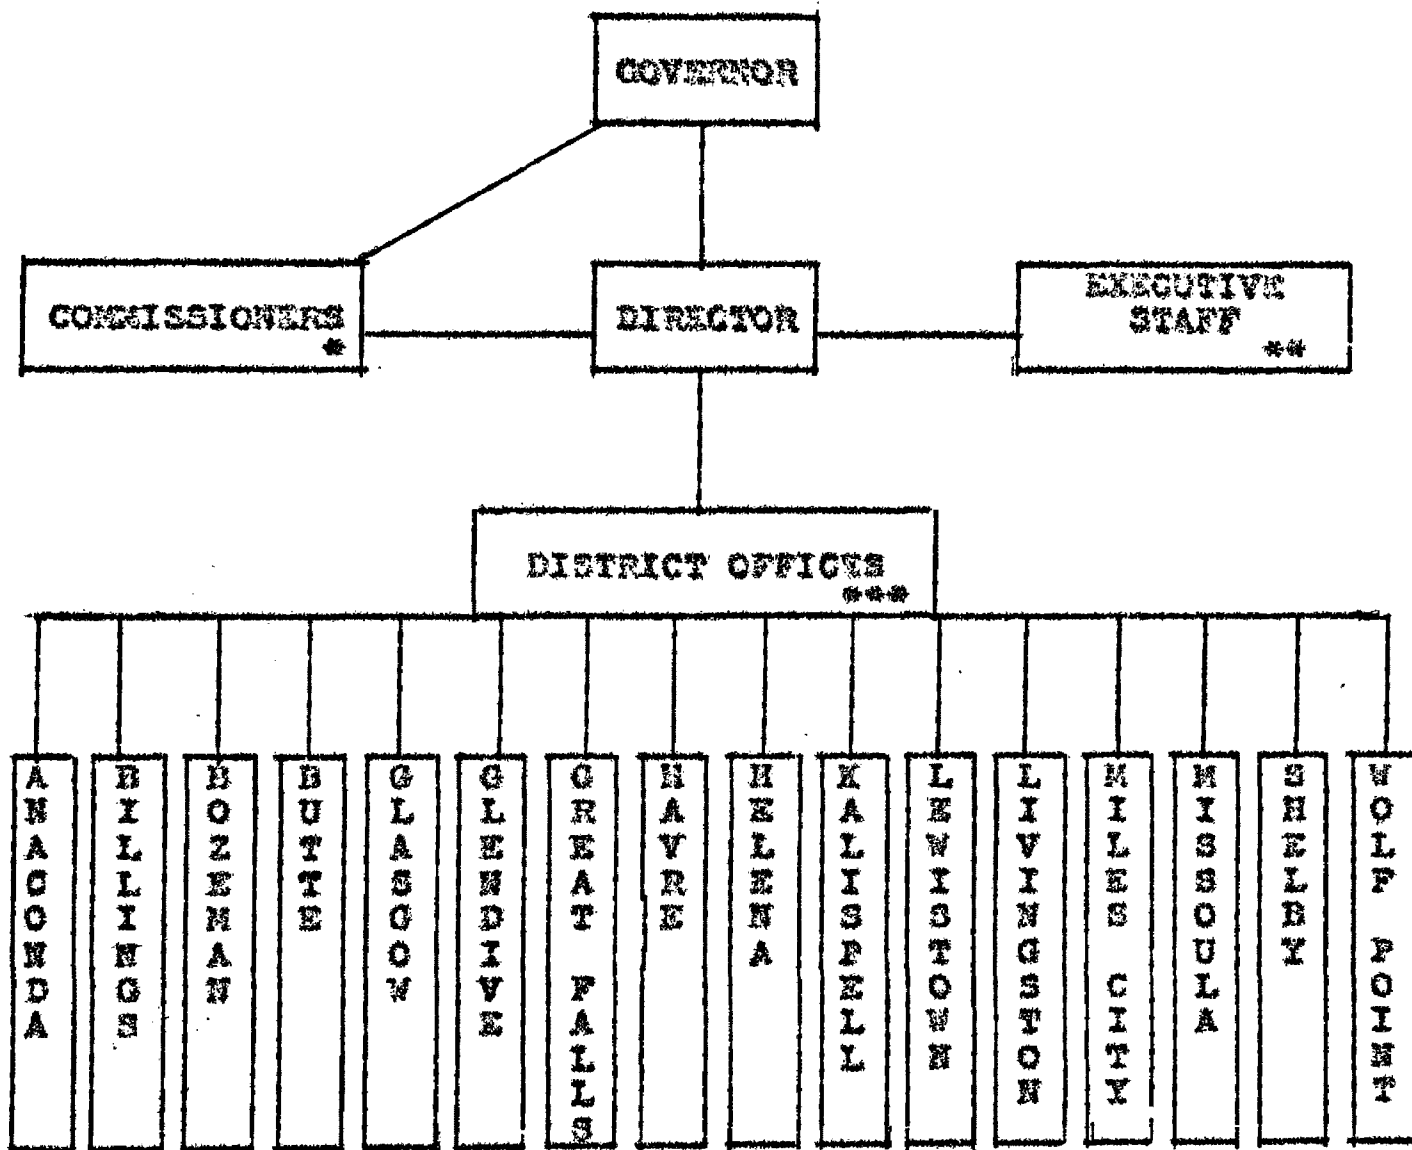 GOVERNOR
COMMISSIONERS
*
DIRECTOR
EXECUTIVE
STAFF
**
DISTRICT OFFICES
***
ANACONDA
BILLINGS
BOZEMAN
BUTTE
GLASGOW
GLENDIVE
GREAT FALLS
HAVRE
HELENA
KALISPELL
LEWISTOWN
LIVINGSTON
MILES CITY
MISSOULA
SHELBY
WOLF POINT